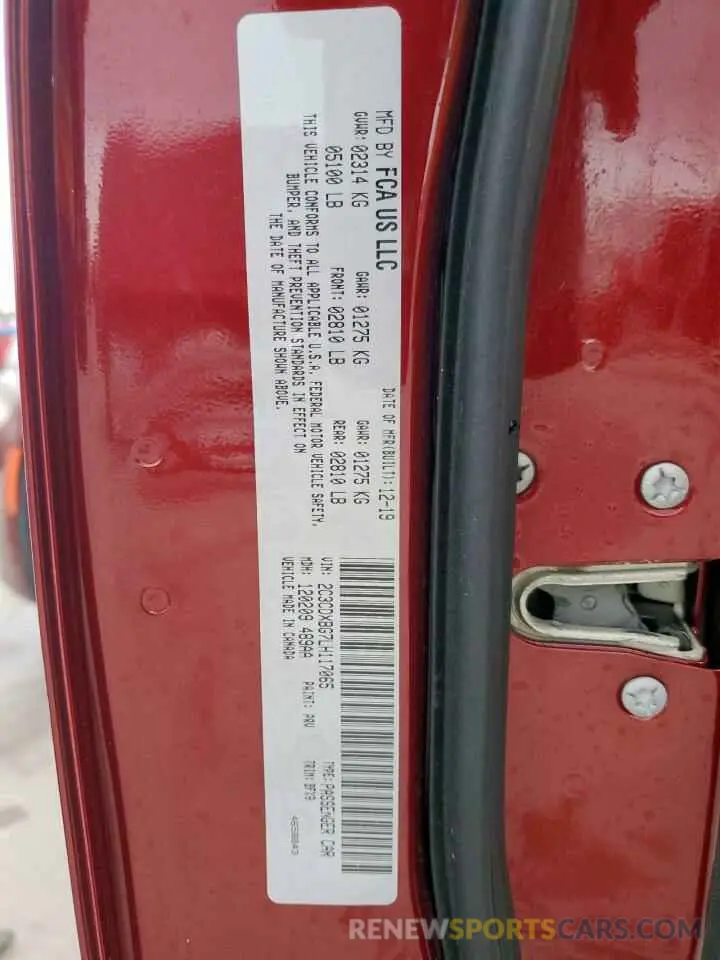 MFD BY FCA US LLC
DATE OF MFR(BUILT): 12-19
GVWR: 02314 KG
GAWR: 01275 KG
GAWR: 01275 KG
05100 LB
FRONT: 02810 LB
REAR: 02810 LB
THIS VEHICLE CONFORMS TO ALL APPLICABLE U.S.A. FEDERAL MOTOR VEHICLE SAFETY,
BUMPER, AND THEFT PREVENTION STANDARDS IN EFFECT ON
THE DATE OF MANUFACTURE SHOWN ABOVE.
VIN: 2C3CDXBG7LH117065
TYPE: PASSENGER CAR
MDH: 120209 489AA
PAINT: PRV
TRIM: BFX9
VEHICLE MADE IN CANADA
RENEWSPORTSCARS.COM